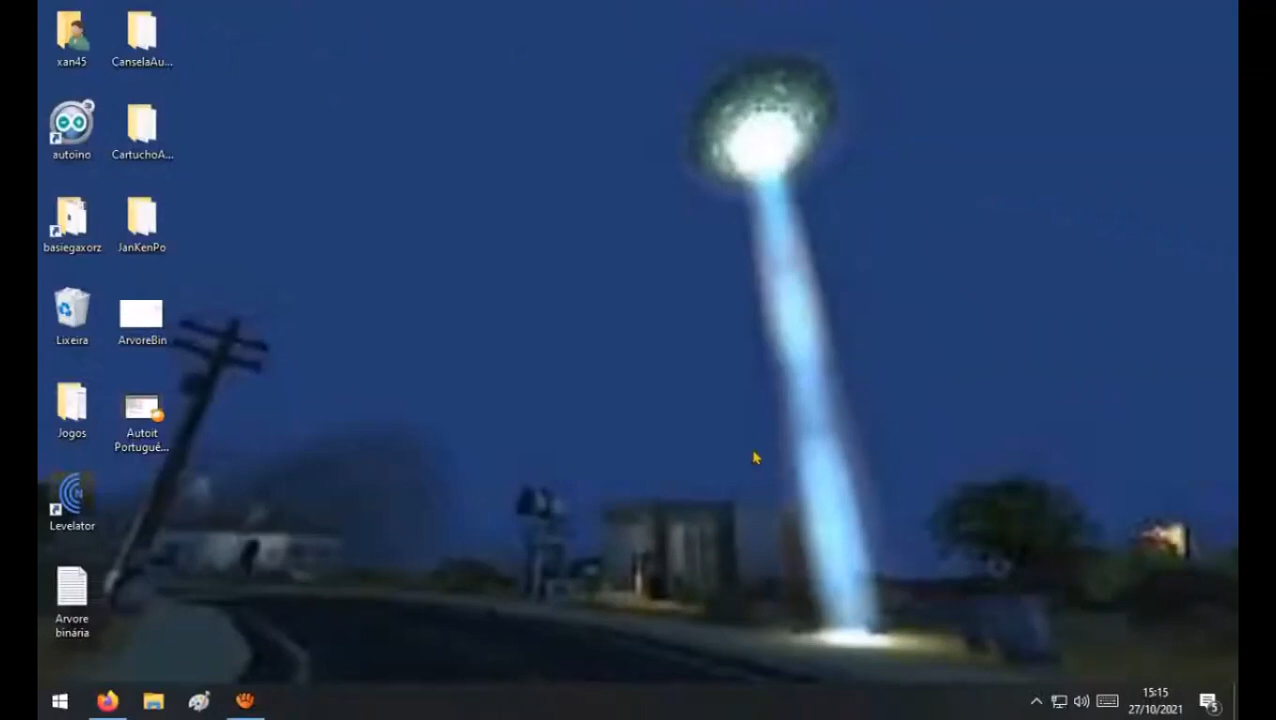 xan45
CanselaAu...
autoino
CartuchoA...
basiegaxorz
JanKenPo
Lixeira
ArvoreBin
Jogos
Autoit
Portuguê...
Levelator
Arvore
binária
15:15
27/10/2021
5